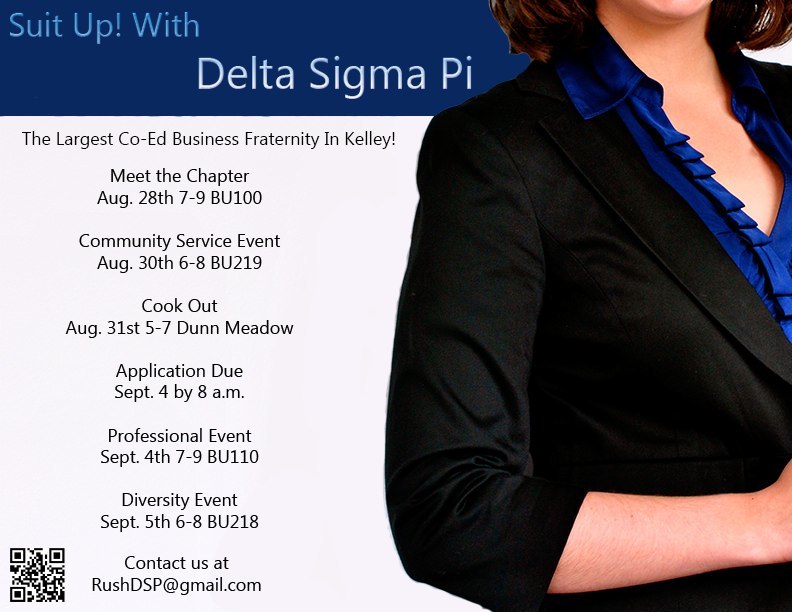 Suit Up! With
Delta Sigma Pi
The Largest Co-Ed Business Fraternity In Kelley!
Meet the Chapter
Aug. 28th 7-9 BU100
Community Service Event
Aug. 30th 6-8 BU219
Cook Out
Aug. 31st 5-7 Dunn Meadow
Application Due
Sept. 4 by 8 a.m.
Professional Event
Sept. 4th 7-9 BU110
Diversity Event
Sept. 5th 6-8 BU218
Contact us at
RushDSP@gmail.com